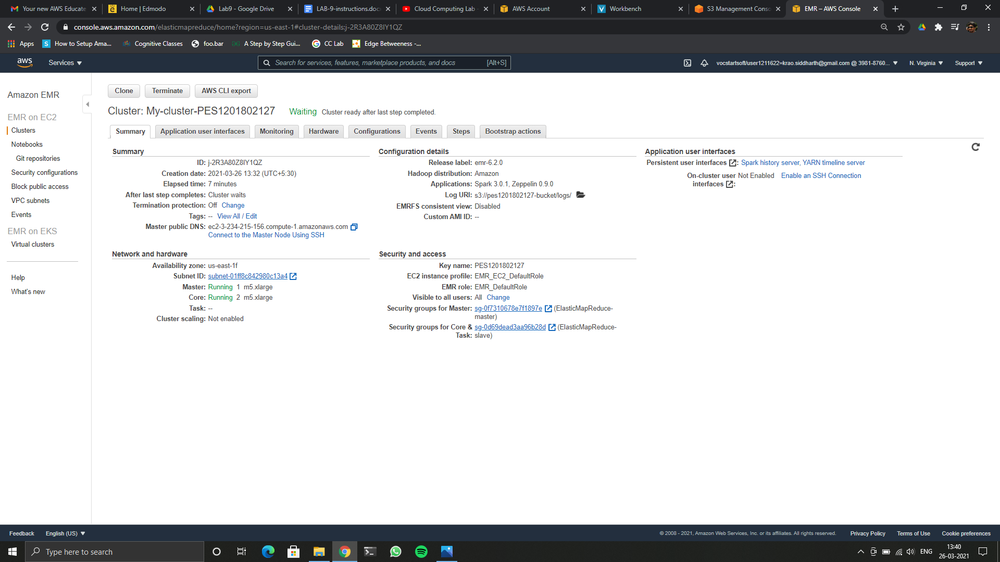 Your new AWS Educate
Home | Edmodo
Lab9 - Google Drive
LAB-9-instructions.doc
Cloud Computing Lab -
AWS Account
Workbench
S3 Management Conso
EMR – AWS Console
console.aws.amazon.com/elasticmapreduce/home?region=us-east-1#cluster-details:j-2R3A80Z8IY1QZ
Apps
How to Setup Ama...
Cognitive Classes
foo.bar
A Step by Step Gui...
CC Lab
Edge Betweeness -...
aws
Services
Search for services, features, marketplace products, and docs
[Alt+S]
vocstartsoft/user1211622=krao.siddharth@gmail.com @ 3981-8760...
N. Virginia
Support
Amazon EMR
EMR on EC2
Clusters
Notebooks
Git repositories
Security configurations
Block public access
VPC subnets
Events
EMR on EKS
Virtual clusters
Help
What's new
Clone
Terminate
AWS CLI export
Cluster: My-cluster-PES1201802127
Waiting
Cluster ready after last step completed.
Summary
Application user interfaces
Monitoring
Hardware
Configurations
Events
Steps
Bootstrap actions
Summary
ID: j-2R3A80Z8IY1QZ
Creation date: 2021-03-26 13:32 (UTC+5:30)
Elapsed time: 7 minutes
After last step completes: Cluster waits
Termination protection: Off Change
Tags: -- View All / Edit
Master public DNS: ec2-3-234-215-156.compute-1.amazonaws.com
Connect to the Master Node Using SSH
Configuration details
Release label: emr-6.2.0
Hadoop distribution: Amazon
Applications: Spark 3.0.1, Zeppelin 0.9.0
Log URI: s3://pes1201802127-bucket/logs/
EMRFS consistent view: Disabled
Custom AMI ID: --
Application user interfaces
Persistent user interfaces : Spark history server, YARN timeline server
On-cluster user Not Enabled Enable an SSH Connection
interfaces :
Network and hardware
Availability zone: us-east-1f
Subnet ID: subnet-01ff8c842980c13a4
Master: Running 1 m5.xlarge
Core: Running 2 m5.xlarge
Task: --
Cluster scaling: Not enabled
Security and access
Key name: PES1201802127
EC2 instance profile: EMR_EC2_DefaultRole
EMR role: EMR_DefaultRole
Visible to all users: All Change
Security groups for Master: sg-0f7310678e7f1897e (ElasticMapReduce-
master)
Security groups for Core & sg-0d69dead3aa96b28d (ElasticMapReduce-
Task: slave)
Feedback
English (US)
© 2008 - 2021, Amazon Web Services, Inc. or its affiliates. All rights reserved.
Privacy Policy
Terms of Use
Cookie preferences
Type here to search
ENG
13:40
26-03-2021